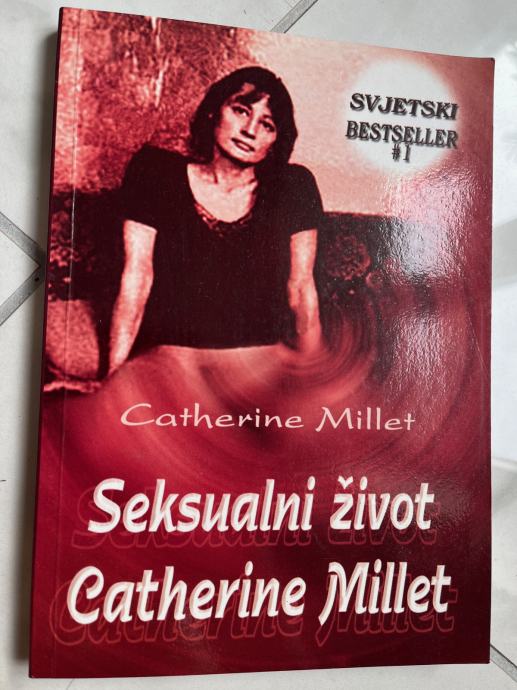 SVJETSKI
BESTSELLER
#1
Catherine Millet
Seksualni život
Catherine Millet